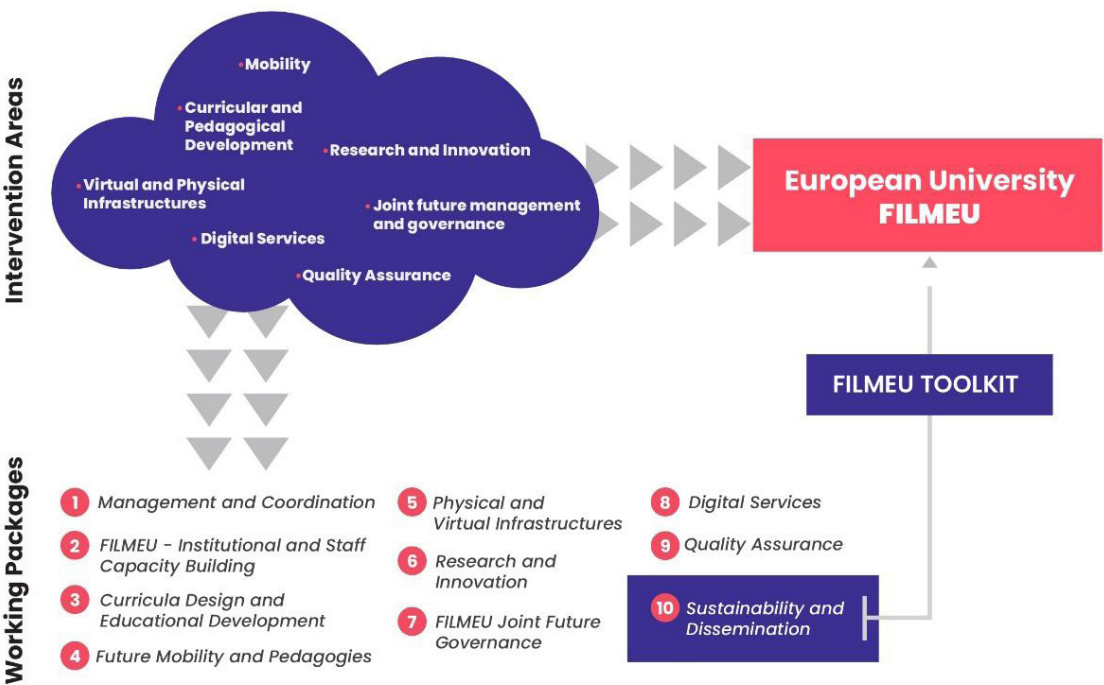 Intervention Areas
•Mobility
•Curricular and
Pedagogical
Development
•Research and Innovation
•Virtual and Physical
Infrastructures
•Joint future management
and governance
•Digital Services
•Quality Assurance
European University
FILMEU
FILMEU TOOLKIT
Working Packages
1 Management and Coordination
2 FILMEU - Institutional and Staff
Capacity Building
3 Curricula Design and
Educational Development
4 Future Mobility and Pedagogies
5 Physical and
Virtual Infrastructures
6 Research and
Innovation
7 FILMEU Joint Future
Governance
8 Digital Services
9 Quality Assurance
10 Sustainability and
Dissemination